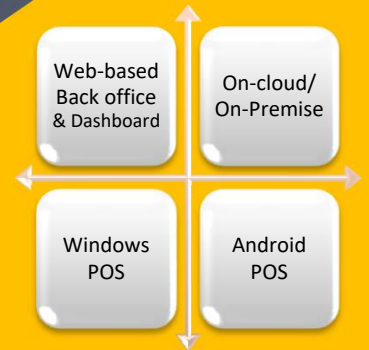 Web-based
Back office
& Dashboard
On-cloud/
On-Premise
Windows
POS
Android
POS